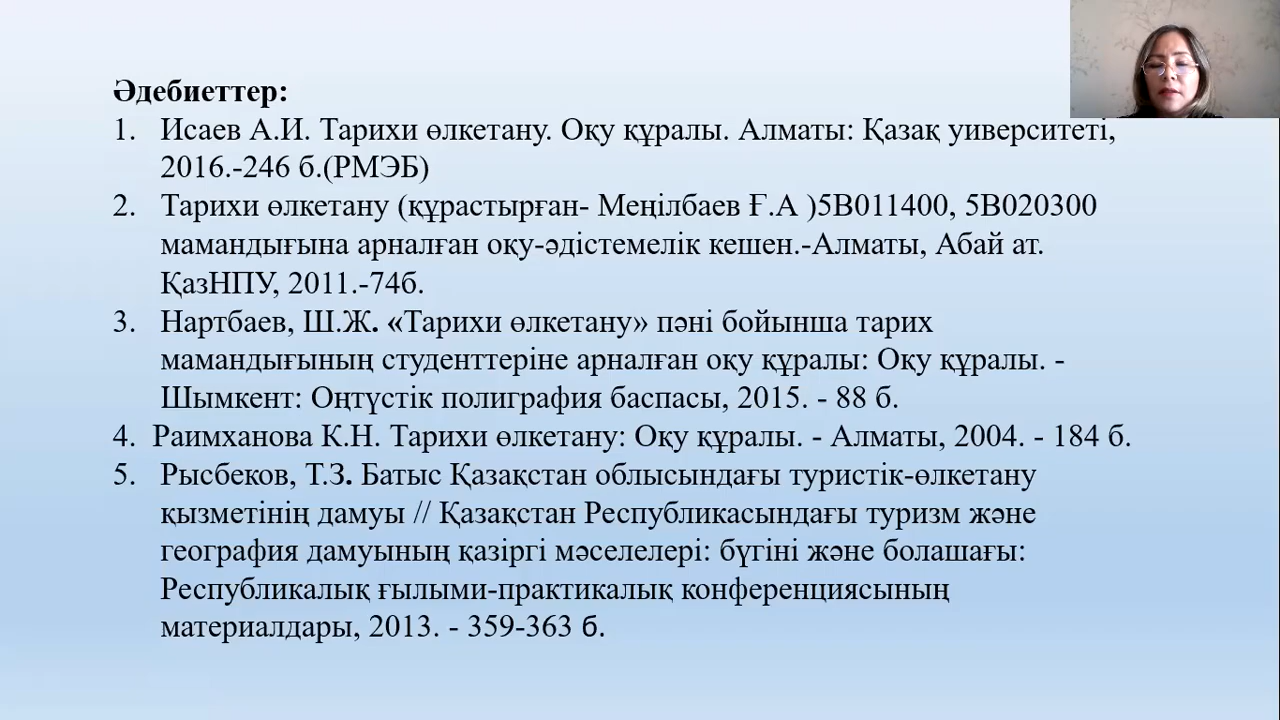 Әдебиеттер:
1. Исаев А.И. Тарихи өлкетану. Оқу құралы. Алматы: Қазақ уиверситеті,
2016.-246 б.(РМЭБ)
2. Тарихи өлкетану (құрастырған- Меңілбаев Ғ.А )5В011400, 5В020300
мамандығына арналған оқу-әдістемелік кешен.-Алматы, Абай ат.
ҚазНПУ, 2011.-74б.
3. Нартбаев, Ш.Ж. «Тарихи өлкетану» пәні бойынша тарих
мамандығының студенттеріне арналған оқу құралы: Оқу құралы. -
Шымкент: Оңтүстік полиграфия баспасы, 2015. - 88 б.
4. Раимханова К.Н. Тарихи өлкетану: Оқу құралы. - Алматы, 2004. - 184 б.
5. Рысбеков, Т.З. Батыс Қазақстан облысындағы туристік-өлкетану
қызметінің дамуы // Қазақстан Республикасындағы туризм және
география дамуының қазіргі мәселелері: бүгіні және болашағы:
Республикалық ғылыми-практикалық конференциясының
материалдары, 2013. - 359-363 б.